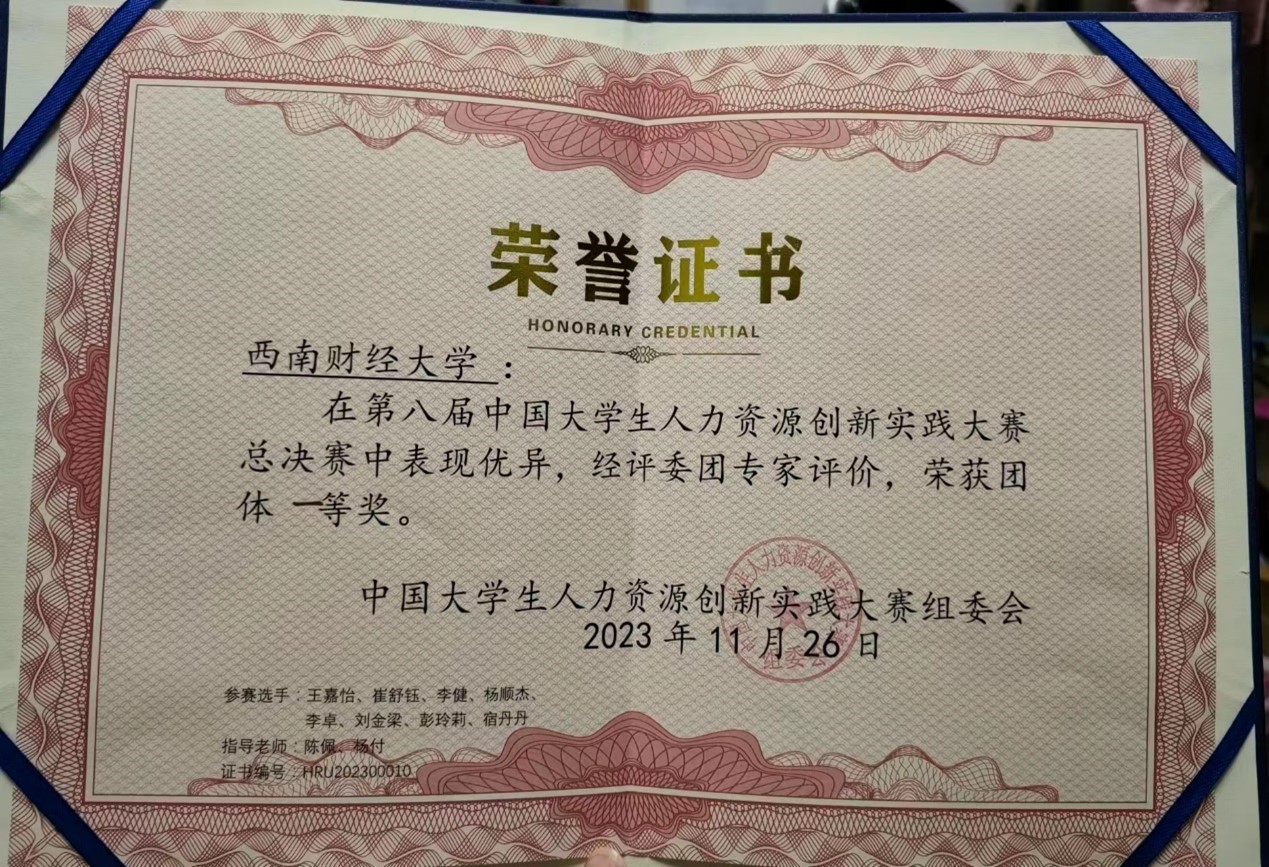 荣誉证书
HONORARY CREDENTIAL
西南财经大学：
在第八届中国大学生人力资源创新实践大赛
总决赛中表现优异，经评委团专家评价，荣获团
体 一等奖。
中国大学生人力资源创新实践大赛组委会
2023 年 11 月 26 日
参赛选手：王嘉怡、崔舒钰、李健、杨顺杰、
李卓、刘金梁、彭玲莉、宿丹丹
指导老师：陈佩、杨付
证书编号：HRU202300010